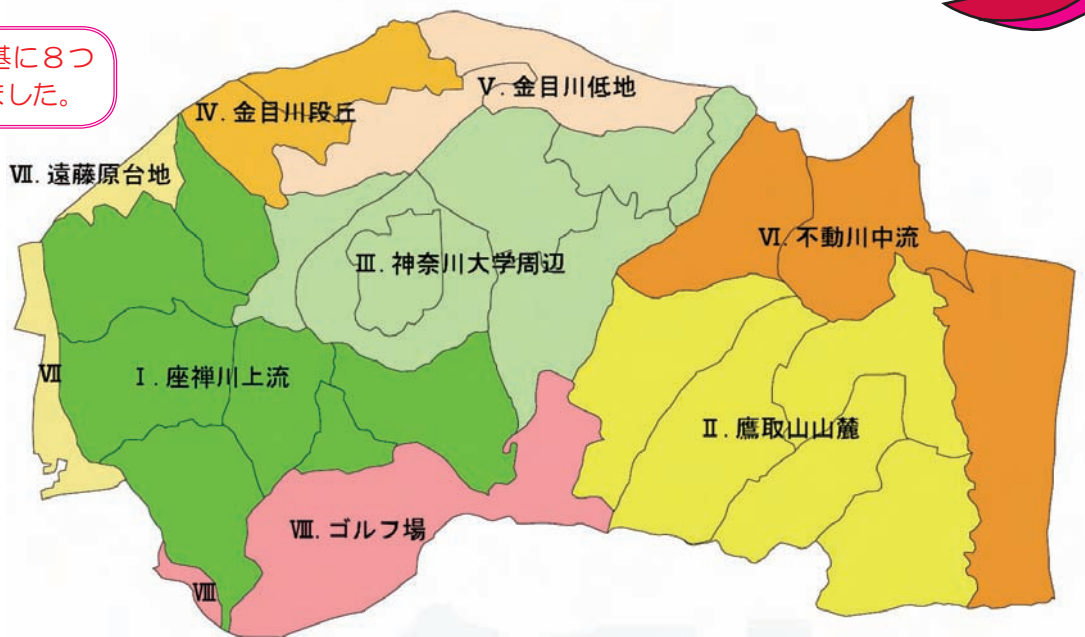 基に8つ
ました。
Ⅳ. 金目川段丘
Ⅴ. 金目川低地
Ⅶ. 遠藤原台地
Ⅲ. 神奈川大学周辺
Ⅵ. 不動川中流
Ⅶ
Ⅰ. 座禅川上流
Ⅱ. 鷹取山山麓
Ⅷ. ゴルフ場
Ⅷ